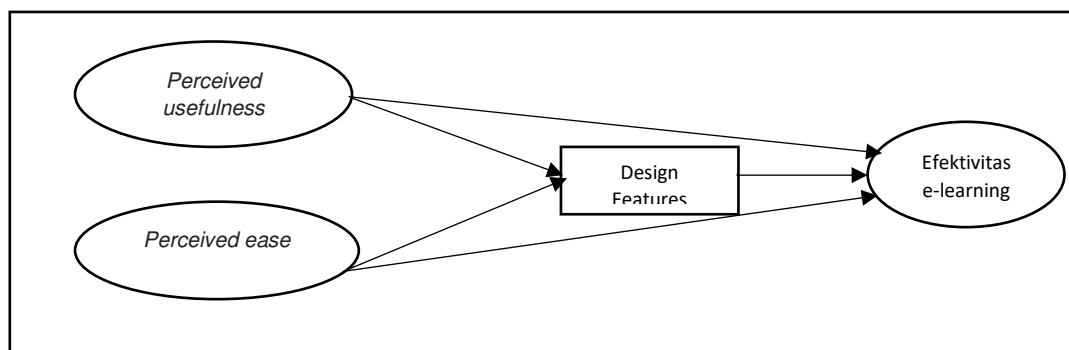 Perceived
usefulness
Design
Features
Efektivitas
e-learning
Perceived ease